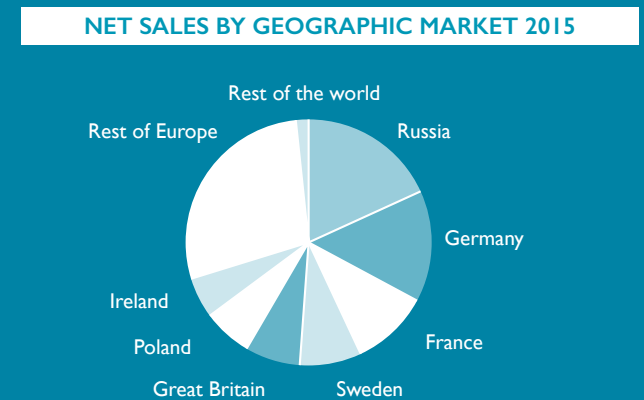 NET SALES BY GEOGRAPHIC MARKET 2015
Rest of the world
Rest of Europe
Russia
Germany
Ireland
France
Poland
Great Britain
Sweden